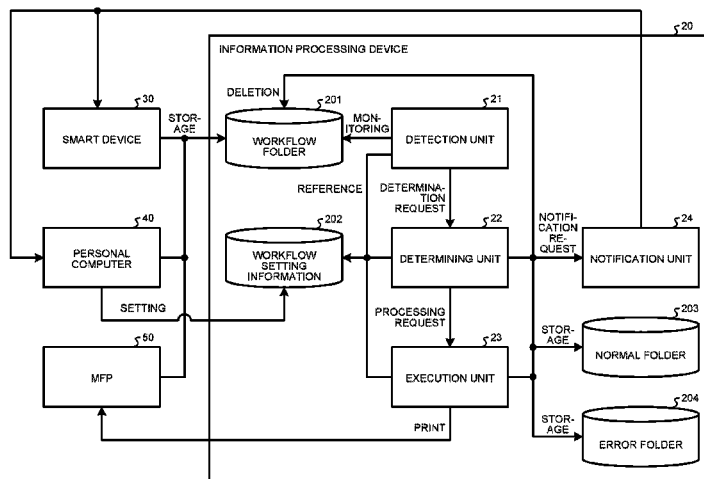 INFORMATION PROCESSING DEVICE
20
30
SMART DEVICE
STOR-
AGE
DELETION
201
WORKFLOW
FOLDER
MONI-
TORING
21
DETECTION UNIT
REFERENCE
DETERMINA-
TION
REQUEST
40
PERSONAL
COMPUTER
202
WORKFLOW
SETTING
INFORMATION
22
DETERMINING UNIT
NOTIFI-
CATION
RE-
QUEST
24
NOTIFICATION UNIT
SETTING
PROCESSING
REQUEST
50
MFP
23
EXECUTION UNIT
STOR-
AGE
203
NORMAL FOLDER
PRINT
STOR-
AGE
204
ERROR FOLDER